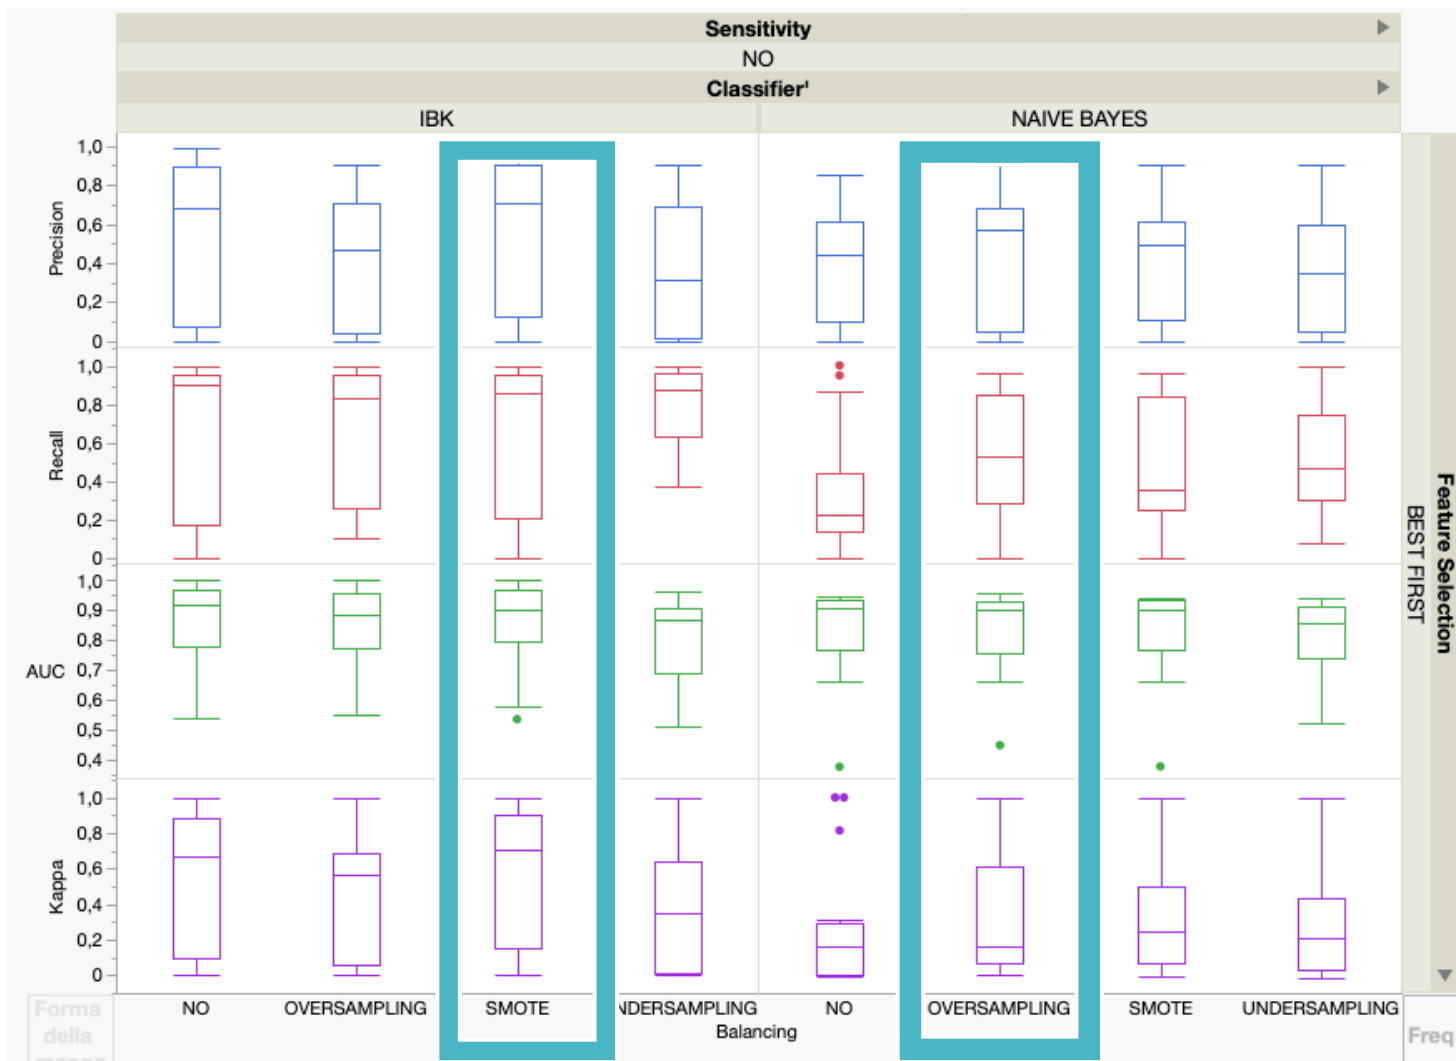 Sensitivity
NO
Classifier'
IBK NAIVE BAYES
Precision
1,0
0,8
0,6
0,4
0,2
0
Recall
1,0
0,8
0,6
0,4
0,2
0
AUC
1,0
0,9
0,8
0,7
0,6
0,5
0,4
Kappa
1,0
0,8
0,6
0,4
0,2
0
NO OVERSAMPLING SMOTE NDERSAMPLING NO OVERSAMPLING SMOTE UNDERSAMPLING
Balancing
Feature Selection
BEST FIRST
Forma
della
Freq